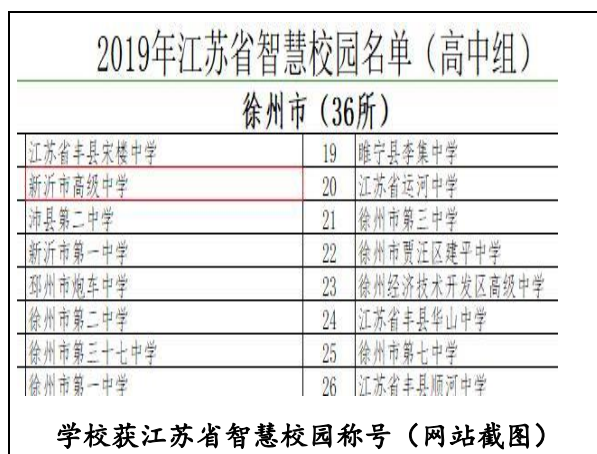 2019年江苏省智慧校园名单（高中组）
徐州市（36所）
江苏省丰县宋楼中学 19 睢宁县李集中学
新沂市高级中学 20 江苏省运河中学
沛县第二中学 21 徐州市第三中学
新沂市第一中学 22 徐州市贾汪区建平中学
邳州市炮车中学 23 徐州经济技术开发区高级中学
徐州市第二中学 24 江苏省丰县华山中学
徐州市第三十七中学 25 徐州市第七中学
徐州市第一中学 26 江苏省丰县顺河中学
学校获江苏省智慧校园称号（网站截图）